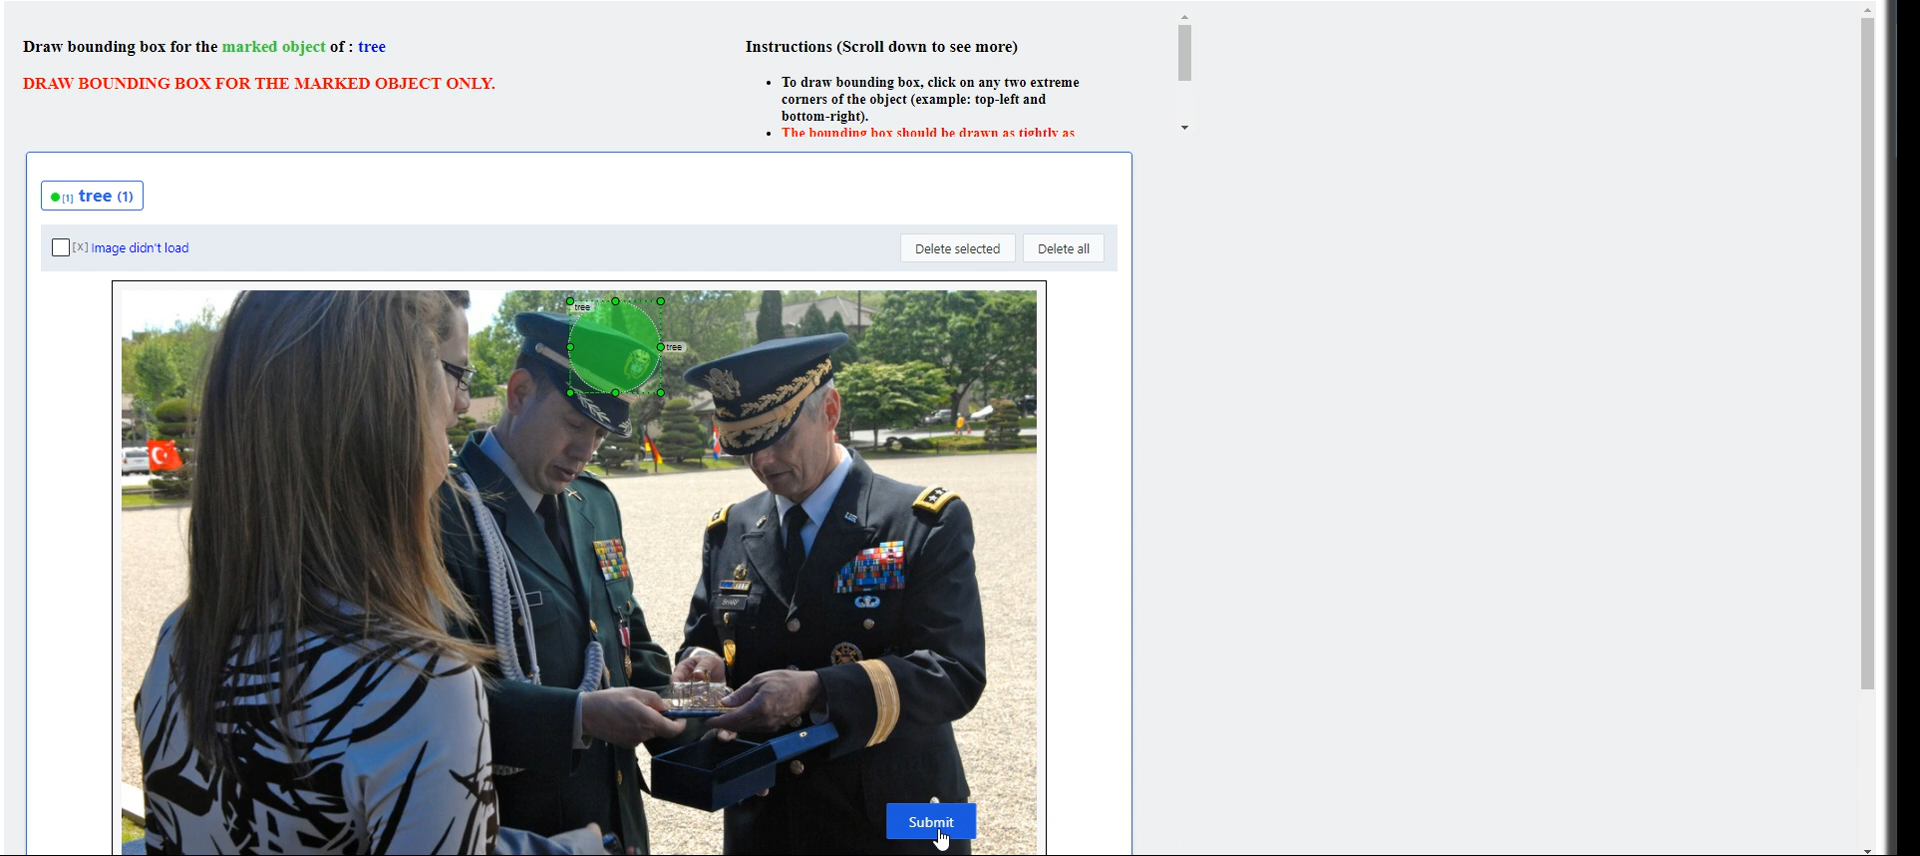 Draw bounding box for the marked object of : tree
DRAW BOUNDING BOX FOR THE MARKED OBJECT ONLY.
Instructions (Scroll down to see more)
• To draw bounding box, click on any two extreme
corners of the object (example: top-left and
bottom-right).
• The bounding box should be drawn as tightly as
[1] tree (1)
[X] Image didn't load
Delete selected
Delete all
tree
tree
SHARP
Submit